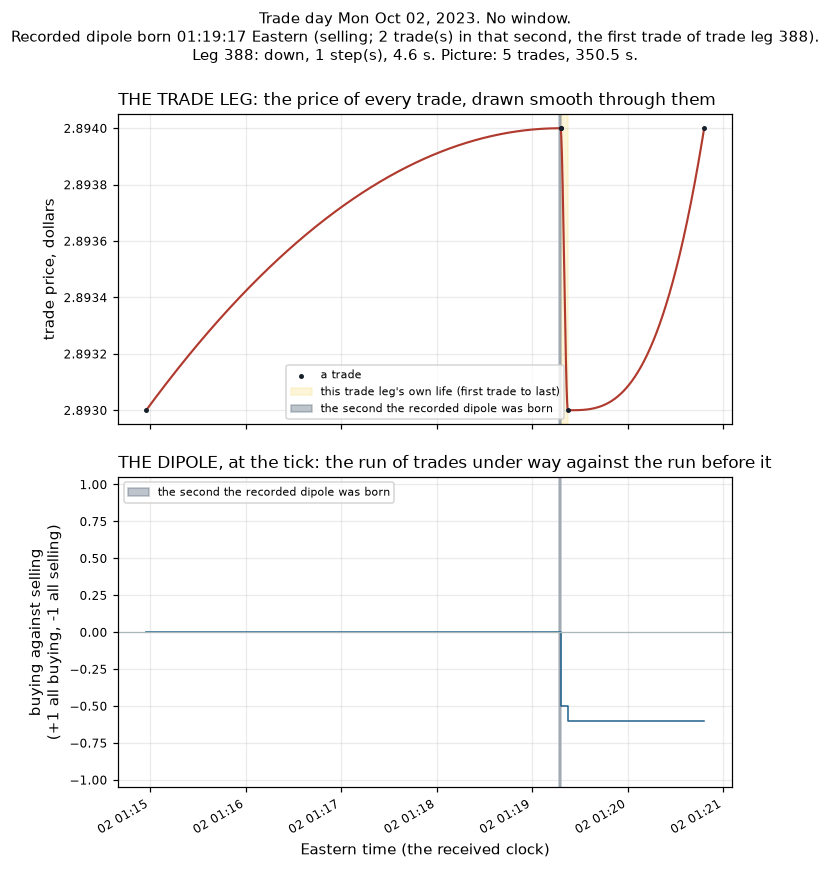 Trade day Mon Oct 02, 2023. No window.
Recorded dipole born 01:19:17 Eastern (selling; 2 trade(s) in that second, the first trade of trade leg 388).
Leg 388: down, 1 step(s), 4.6 s. Picture: 5 trades, 350.5 s.
THE TRADE LEG: the price of every trade, drawn smooth through them
trade price, dollars
2.8940
2.8938
2.8936
2.8934
2.8932
2.8930
a trade
this trade leg's own life (first trade to last)
the second the recorded dipole was born
THE DIPOLE, at the tick: the run of trades under way against the run before it
buying against selling
(+1 all buying, -1 all selling)
1.00
0.75
0.50
0.25
0.00
−0.25
−0.50
−0.75
−1.00
the second the recorded dipole was born
02 01:15
02 01:16
02 01:17
02 01:18
02 01:19
02 01:20
02 01:21
Eastern time (the received clock)